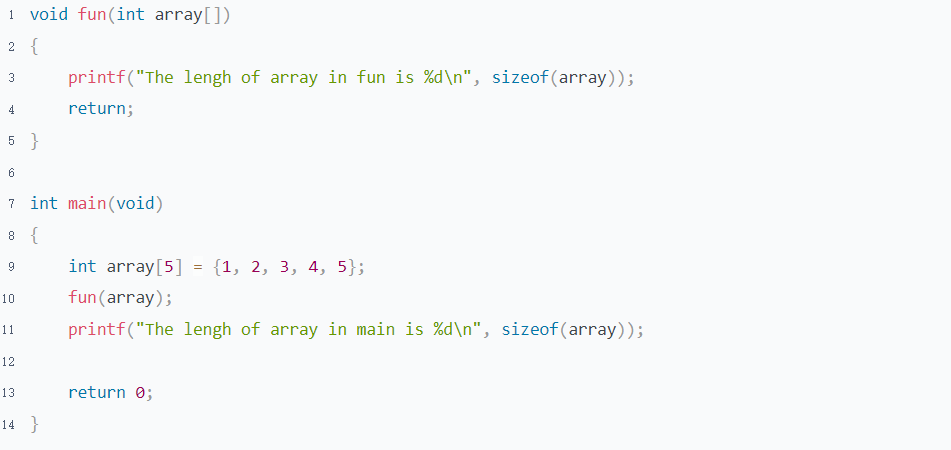 1 void fun(int array[])
2 {
3     printf("The lengh of array in fun is %d\n", sizeof(array));
4     return;
5 }
6
7 int main(void)
8 {
9     int array[5] = {1, 2, 3, 4, 5};
10     fun(array);
11     printf("The lengh of array in main is %d\n", sizeof(array));
12
13     return 0;
14 }